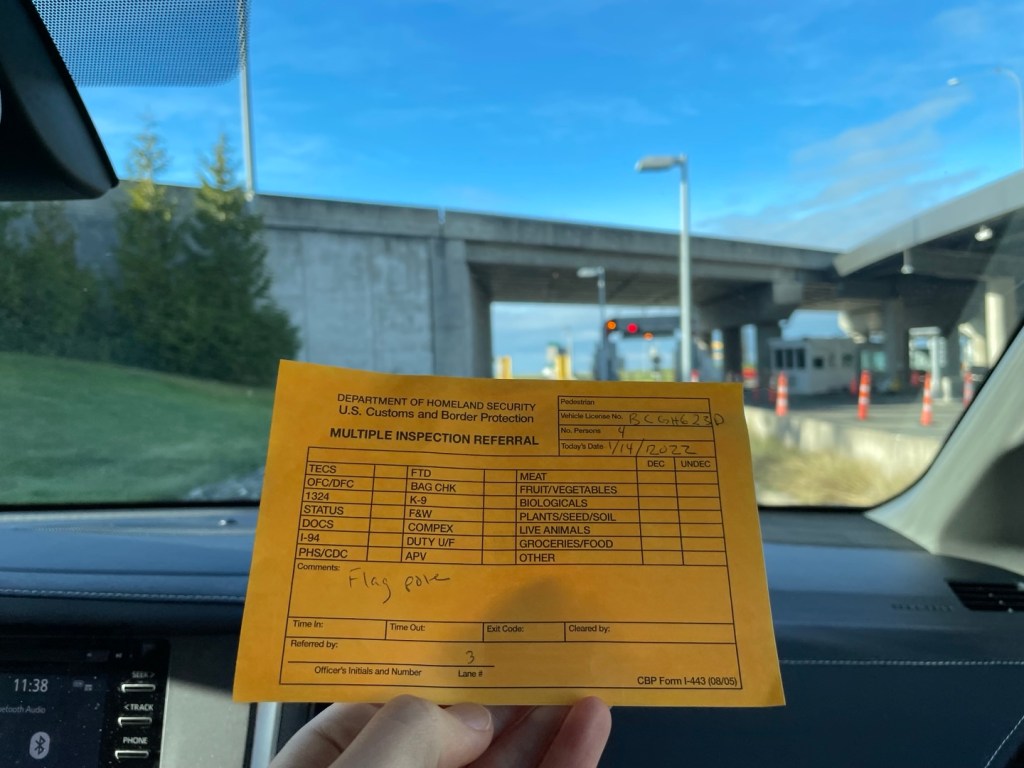 DEPARTMENT OF HOMELAND SECURITY
U.S. Customs and Border Protection
MULTIPLE INSPECTION REFERRAL
Pedestrian
Vehicle License No.
No. Persons 4
Today's Date 1/14/2022
DEC UNDEC
TECS FTD MEAT
OFC/DFC BAG CHK FRUIT/VEGETABLES
1324 K-9 BIOLOGICALS
STATUS F&W PLANTS/SEED/SOIL
DOCS COMPEX LIVE ANIMALS
I-94 DUTY U/F GROCERIES/FOOD
PHS/CDC APV OTHER
Comments: Flag pole
Time In: Time Out: Exit Code: Cleared by:
Referred by:
3
Officer's Initials and Number Lane #
CBP Form I-443 (08/05)
11:38
SEEK>
<TRACK
PHONE